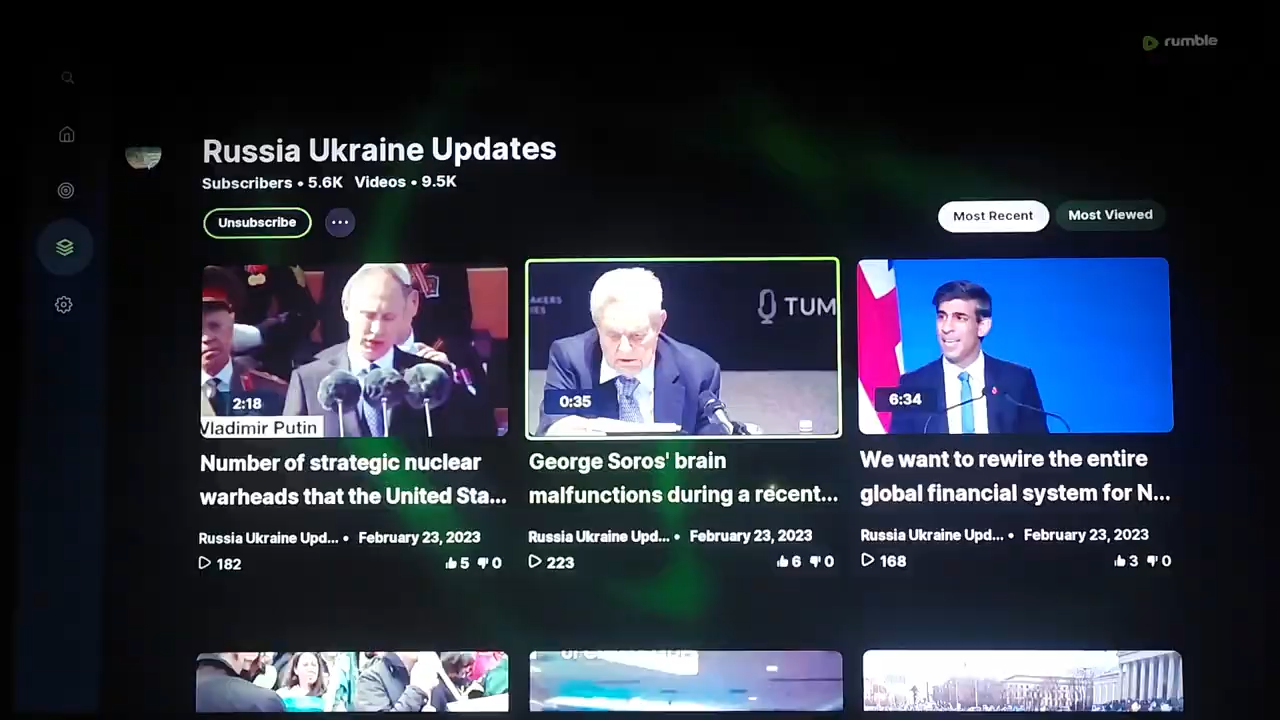 rumble
Russia Ukraine Updates
Subscribers • 5.6K Videos • 9.5K
Unsubscribe
Most Recent
Most Viewed
AKERS
IES
TUM
2:18
0:35
6:34
Vladimir Putin
Number of strategic nuclear
warheads that the United Sta...
George Soros' brain
malfunctions during a recent...
We want to rewire the entire
global financial system for N...
Russia Ukraine Upd... • February 23, 2023
Russia Ukraine Upd... • February 23, 2023
Russia Ukraine Upd... • February 23, 2023
182 5 0
223 6 0
168 3 0